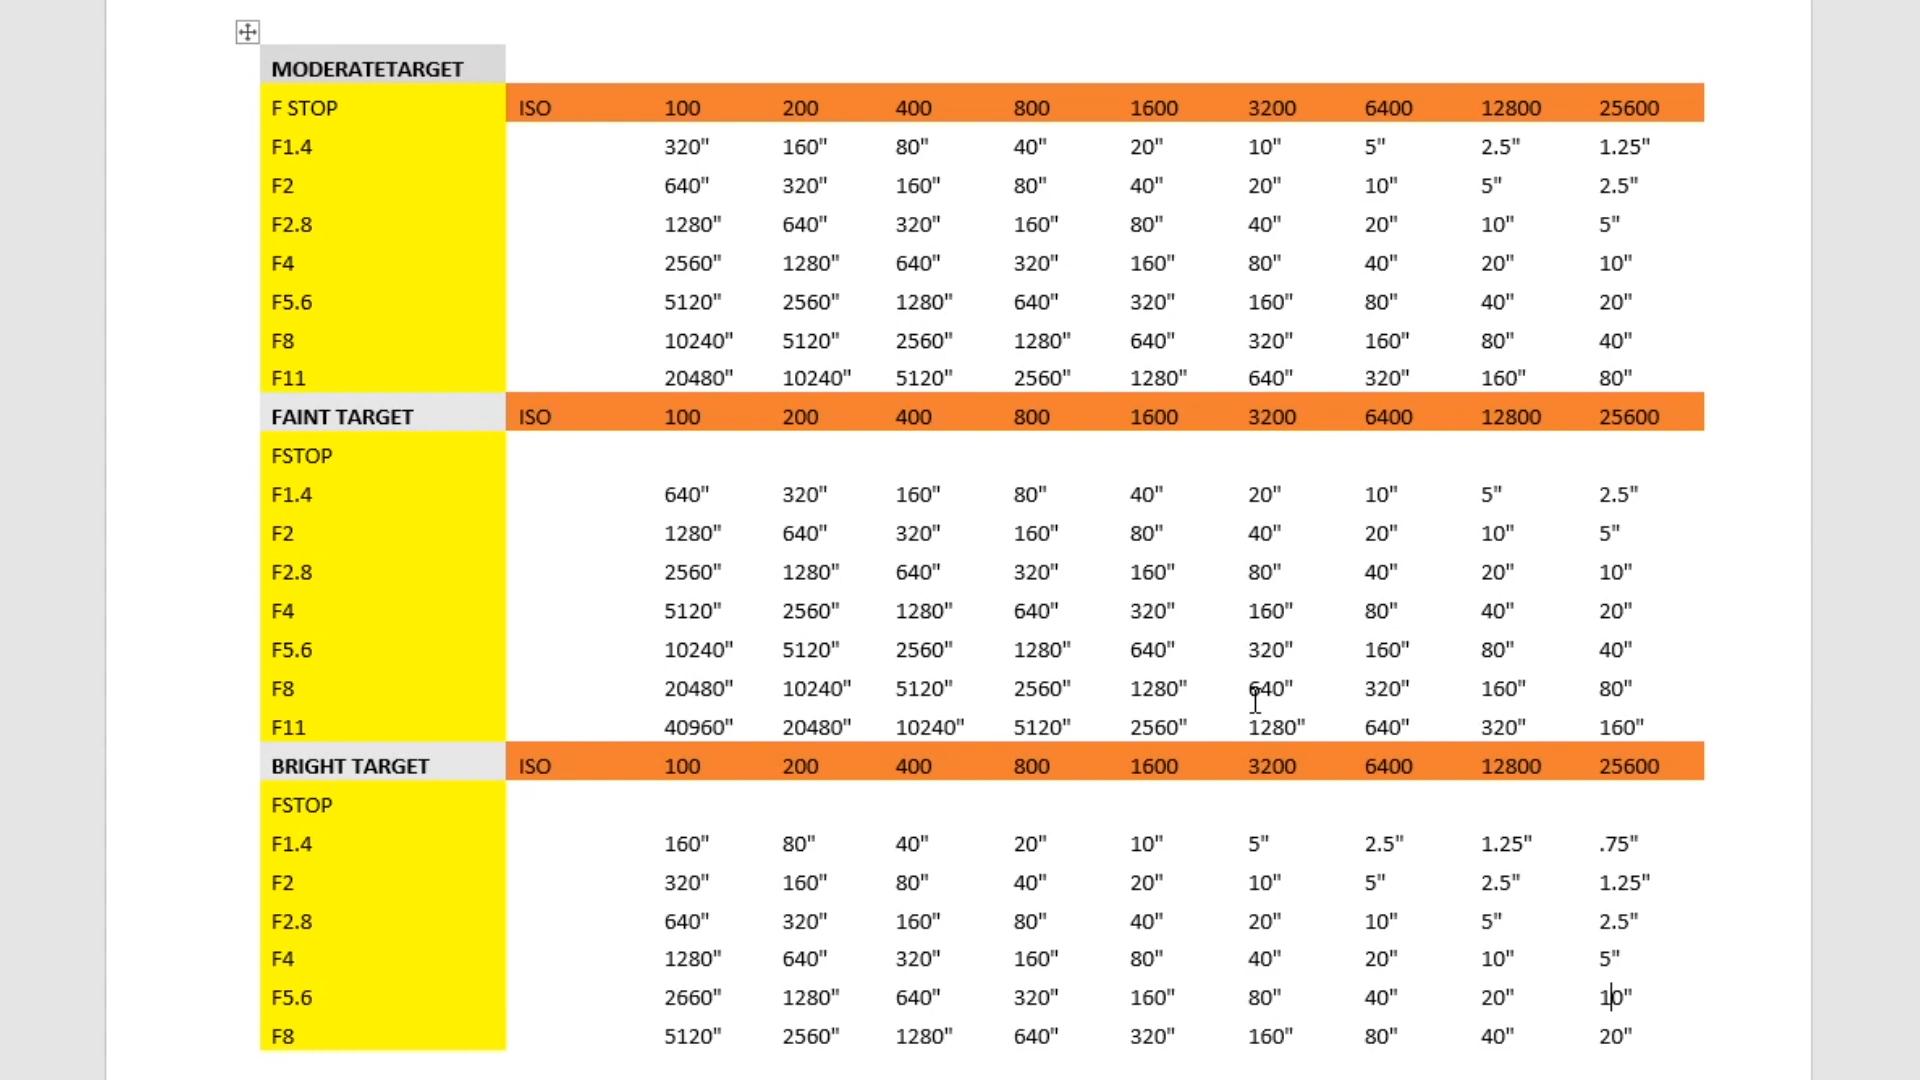 MODERATETARGET
F STOP ISO 100 200 400 800 1600 3200 6400 12800 25600
F1.4 320" 160" 80" 40" 20" 10" 5" 2.5" 1.25"
F2 640" 320" 160" 80" 40" 20" 10" 5" 2.5"
F2.8 1280" 640" 320" 160" 80" 40" 20" 10" 5"
F4 2560" 1280" 640" 320" 160" 80" 40" 20" 10"
F5.6 5120" 2560" 1280" 640" 320" 160" 80" 40" 20"
F8 10240" 5120" 2560" 1280" 640" 320" 160" 80" 40"
F11 20480" 10240" 5120" 2560" 1280" 640" 320" 160" 80"
FAINT TARGET ISO 100 200 400 800 1600 3200 6400 12800 25600
FSTOP
F1.4 640" 320" 160" 80" 40" 20" 10" 5" 2.5"
F2 1280" 640" 320" 160" 80" 40" 20" 10" 5"
F2.8 2560" 1280" 640" 320" 160" 80" 40" 20" 10"
F4 5120" 2560" 1280" 640" 320" 160" 80" 40" 20"
F5.6 10240" 5120" 2560" 1280" 640" 320" 160" 80" 40"
F8 20480" 10240" 5120" 2560" 1280" 640" 320" 160" 80"
F11 40960" 20480" 10240" 5120" 2560" 1280" 640" 320" 160"
BRIGHT TARGET ISO 100 200 400 800 1600 3200 6400 12800 25600
FSTOP
F1.4 160" 80" 40" 20" 10" 5" 2.5" 1.25" .75"
F2 320" 160" 80" 40" 20" 10" 5" 2.5" 1.25"
F2.8 640" 320" 160" 80" 40" 20" 10" 5" 2.5"
F4 1280" 640" 320" 160" 80" 40" 20" 10" 5"
F5.6 2660" 1280" 640" 320" 160" 80" 40" 20" 10"
F8 5120" 2560" 1280" 640" 320" 160" 80" 40" 20"